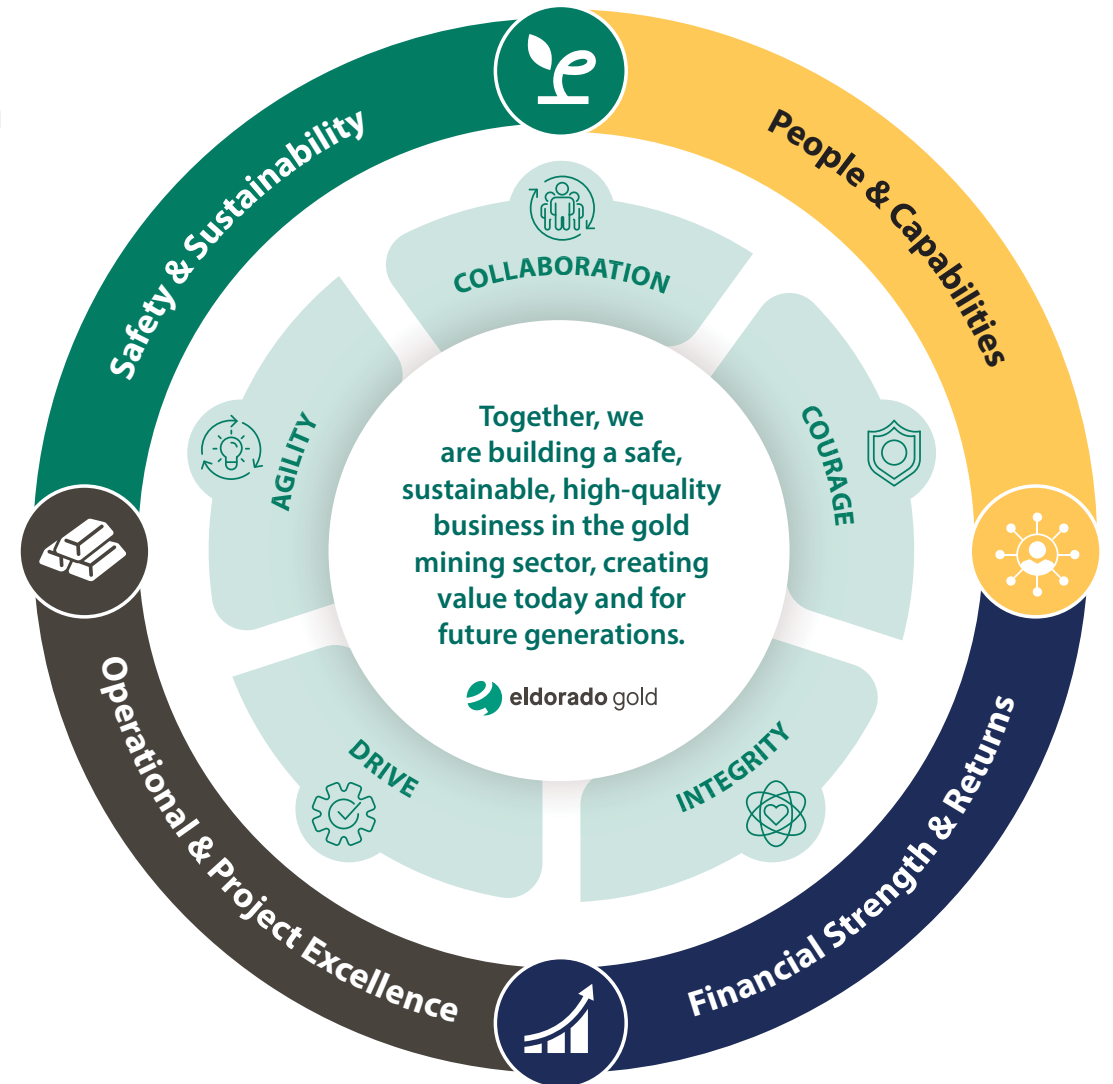 Safety & Sustainability
People & Capabilities
COLLABORATION
AGILITY
COURAGE
Together, we
are building a safe,
sustainable, high-quality
business in the gold
mining sector, creating
value today and for
future generations.
eldorado gold
DRIVE
INTEGRITY
Operational & Project Excellence
Financial Strength & Returns